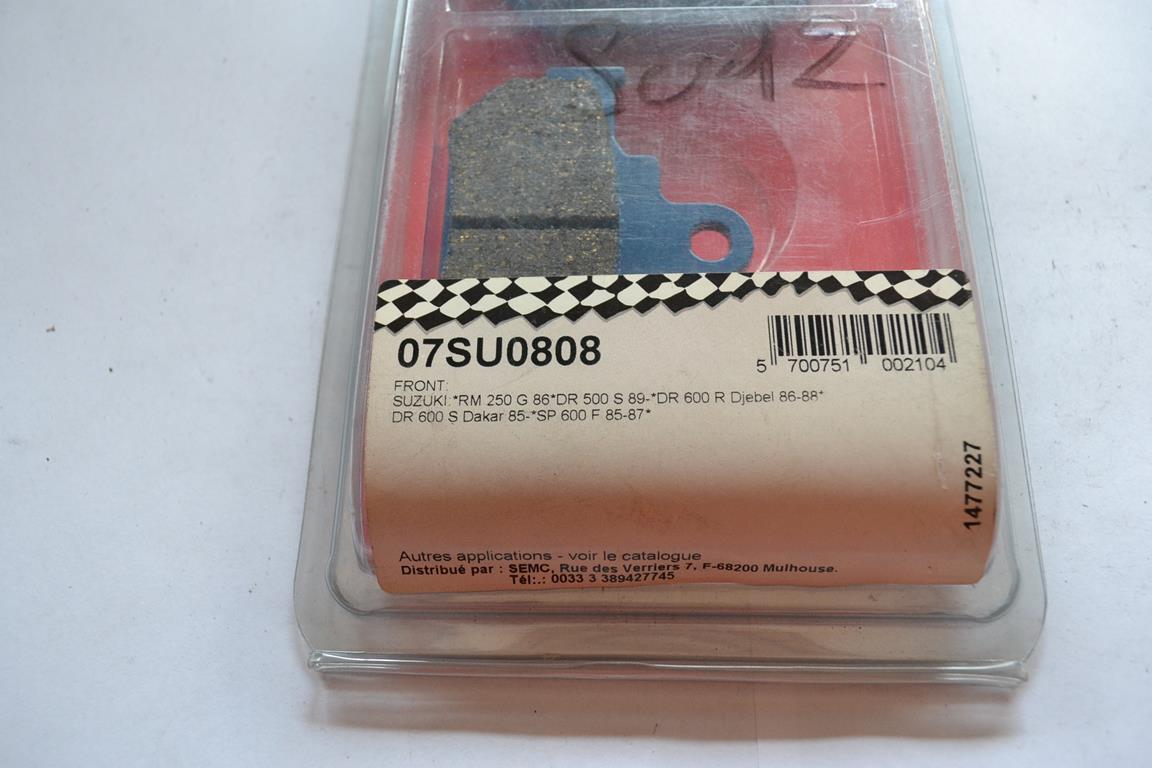 SU-12
07SU0808
5 700751 002104
FRONT:
SUZUKI:*RM 250 G 86*DR 500 S 89-*DR 600 R Djebel 86-88*
DR 600 S Dakar 85-*SP 600 F 85-87*
1477227
Autres applications - voir le catalogue
Distribué par : SEMC, Rue des Verriers 7, F-68200 Mulhouse.
Tél:.: 0033 3 389427745